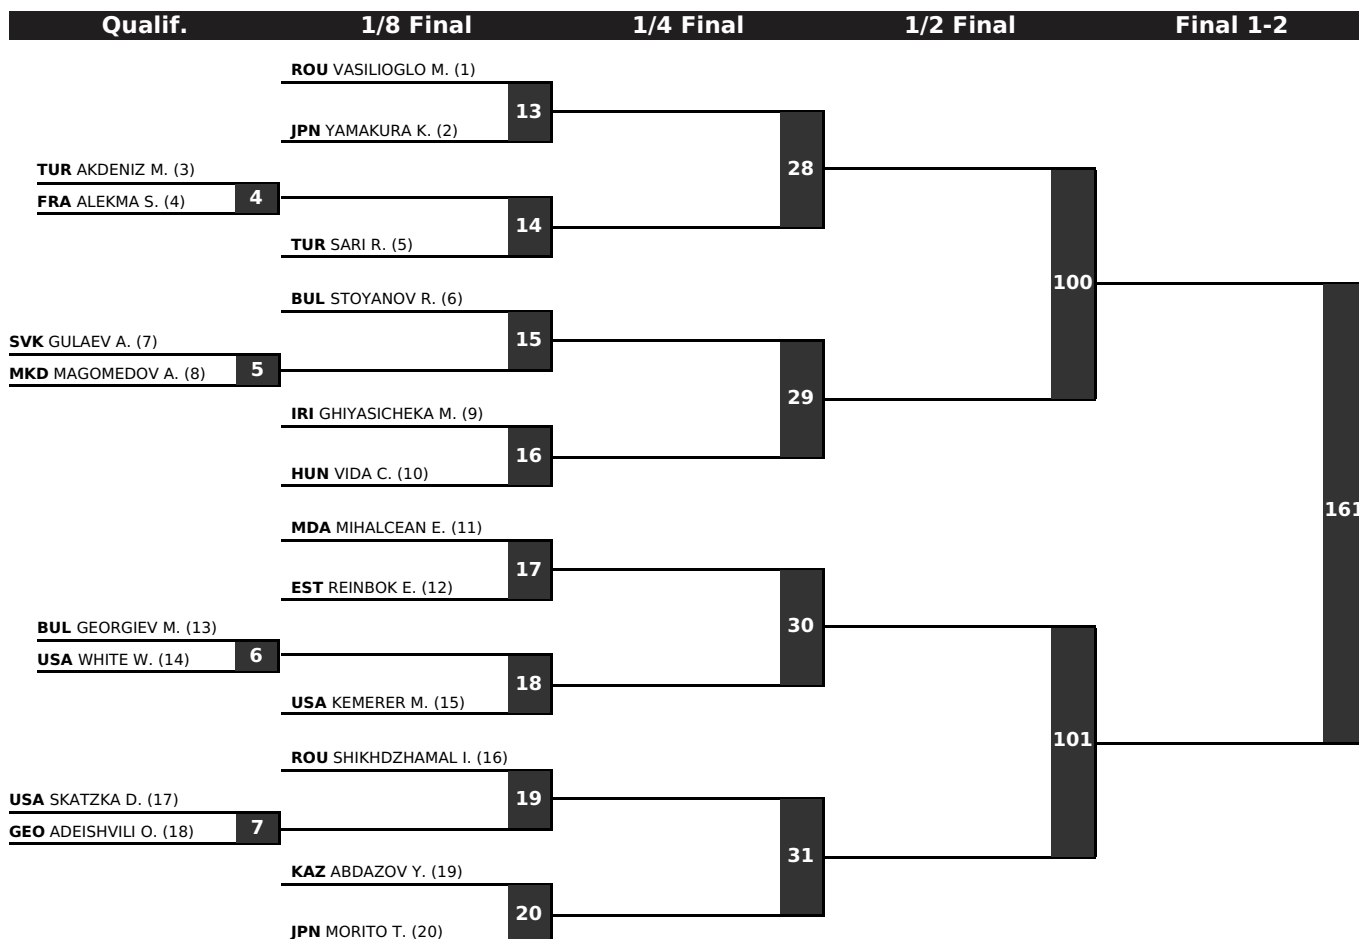 Qualif. 1/8 Final 1/4 Final 1/2 Final Final 1-2
ROU VASILIOGLO M. (1)
13
JPN YAMAKURA K. (2)
TUR AKDENIZ M. (3)
28
FRA ALEKMA S. (4) 4
14
TUR SARI R. (5)
100
BUL STOYANOV R. (6)
15
SVK GULAEV A. (7)
MKD MAGOMEDOV A. (8) 5
29
IRI GHIYASICHEKA M. (9)
16
HUN VIDA C. (10)
161
MDA MIHALCEAN E. (11)
17
EST REINBOK E. (12)
BUL GEORGIEV M. (13)
30
USA WHITE W. (14) 6
18
USA KEMERER M. (15)
101
ROU SHIKHDZHAMAL I. (16)
19
USA SKATZKA D. (17)
GEO ADEISHVILI O. (18) 7
31
KAZ ABDAZOV Y. (19)
20
JPN MORITO T. (20)